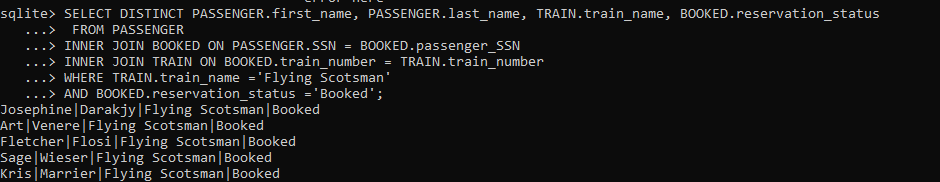 error here
sqlite> SELECT DISTINCT PASSENGER.first_name, PASSENGER.last_name, TRAIN.train_name, BOOKED.reservation_status
   ...>  FROM PASSENGER
   ...> INNER JOIN BOOKED ON PASSENGER.SSN = BOOKED.passenger_SSN
   ...> INNER JOIN TRAIN ON BOOKED.train_number = TRAIN.train_number
   ...> WHERE TRAIN.train_name ='Flying Scotsman'
   ...> AND BOOKED.reservation_status ='Booked';
Josephine|Darakjy|Flying Scotsman|Booked
Art|Venere|Flying Scotsman|Booked
Fletcher|Flosi|Flying Scotsman|Booked
Sage|Wieser|Flying Scotsman|Booked
Kris|Marrier|Flying Scotsman|Booked